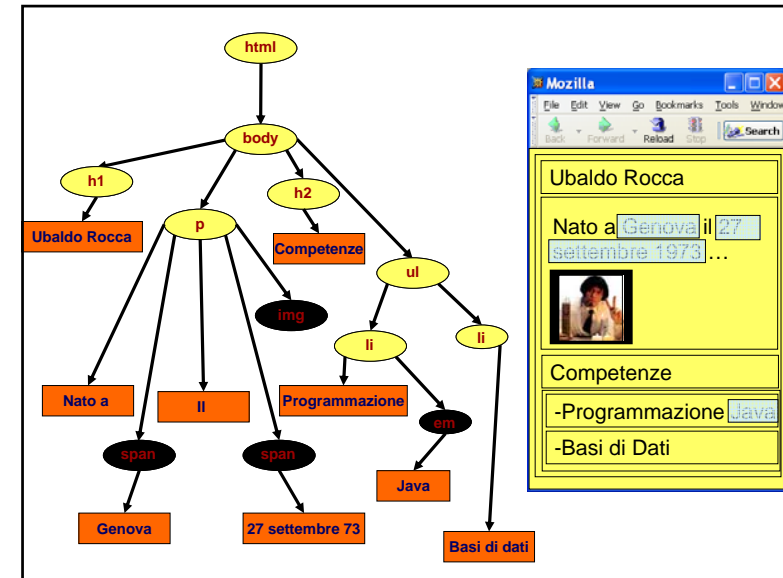 html
body
h1
h2
p
Ubaldo Rocca
Competenze
ul
img
li
li
Nato a
Il
Programmazione
em
span
span
Java
Genova
27 settembre 73
Basi di dati
Mozilla
File Edit View Go Bookmarks Tools Window
Back Forward Reload Stop Search
Ubaldo Rocca
Nato a Genova il 27
settembre 1973 ...
Competenze
-Programmazione Java
-Basi di Dati